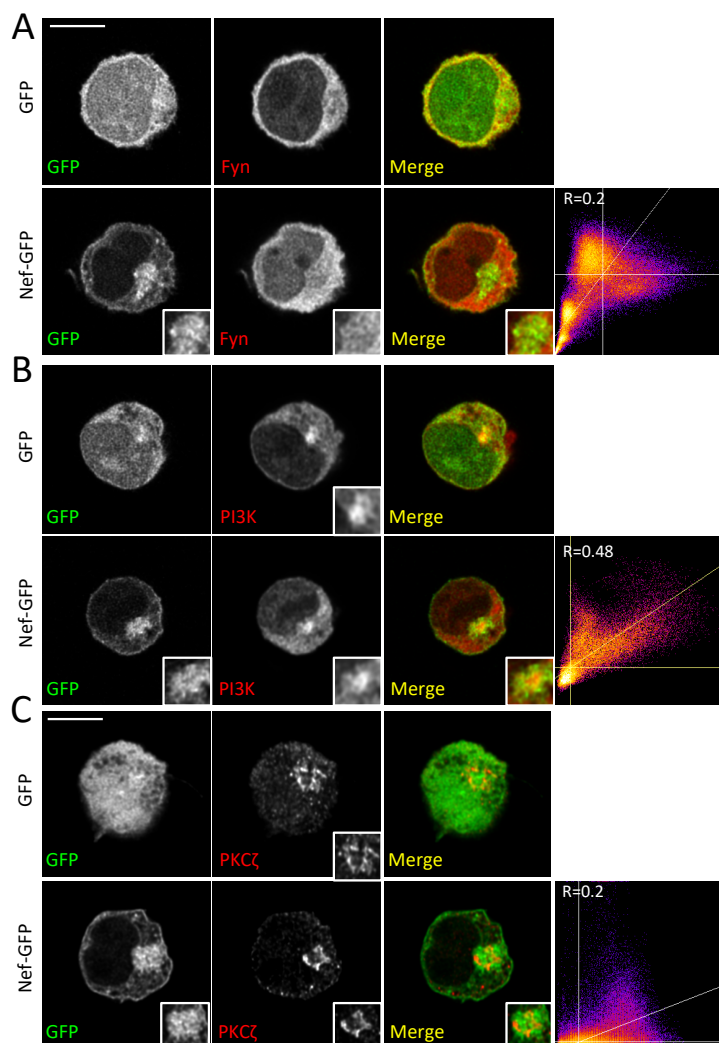 A
GFP
GFP
Fyn
Merge
Nef-GFP
GFP
Fyn
Merge
R=0.2
B
GFP
GFP
PI3K
Merge
Nef-GFP
GFP
PI3K
Merge
R=0.48
C
GFP
GFP
PKCζ
Merge
Nef-GFP
GFP
PKCζ
Merge
R=0.2